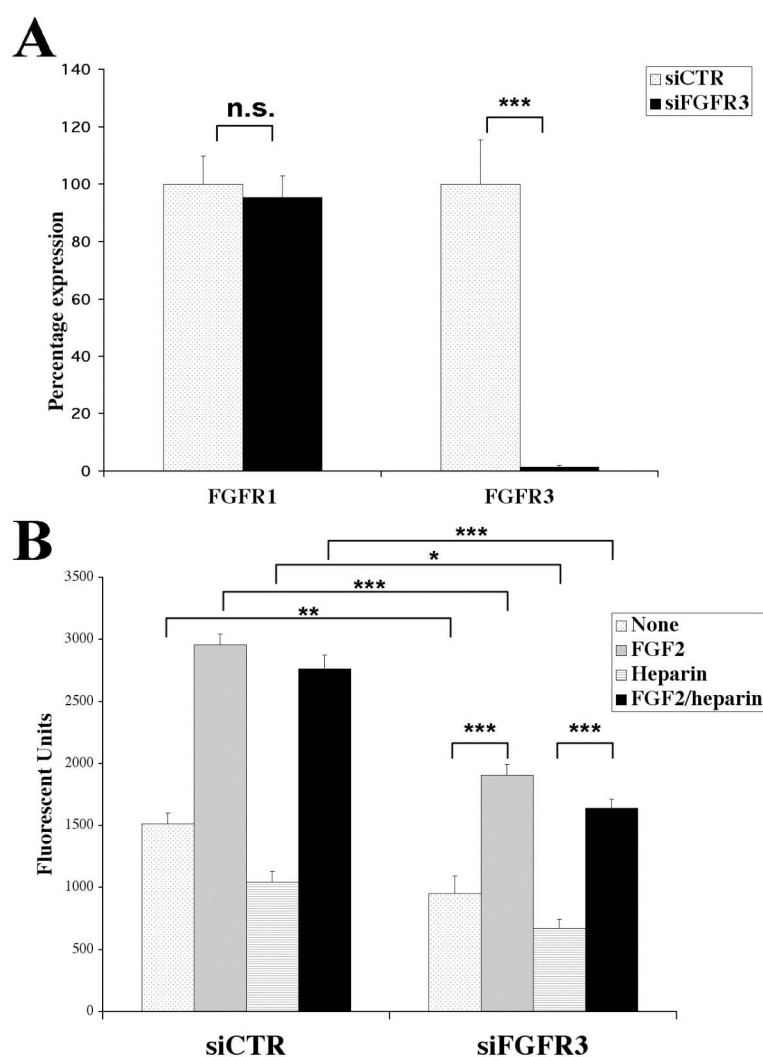 A
140
120
100
80
60
40
20
0
Percentage expression
n.s.
***
siCTR
siFGFR3
FGFR1
FGFR3
B
3500
3000
2500
2000
1500
1000
500
0
Fluorescent Units
***
*
***
**
***
***
None
FGF2
Heparin
FGF2/heparin
siCTR
siFGFR3